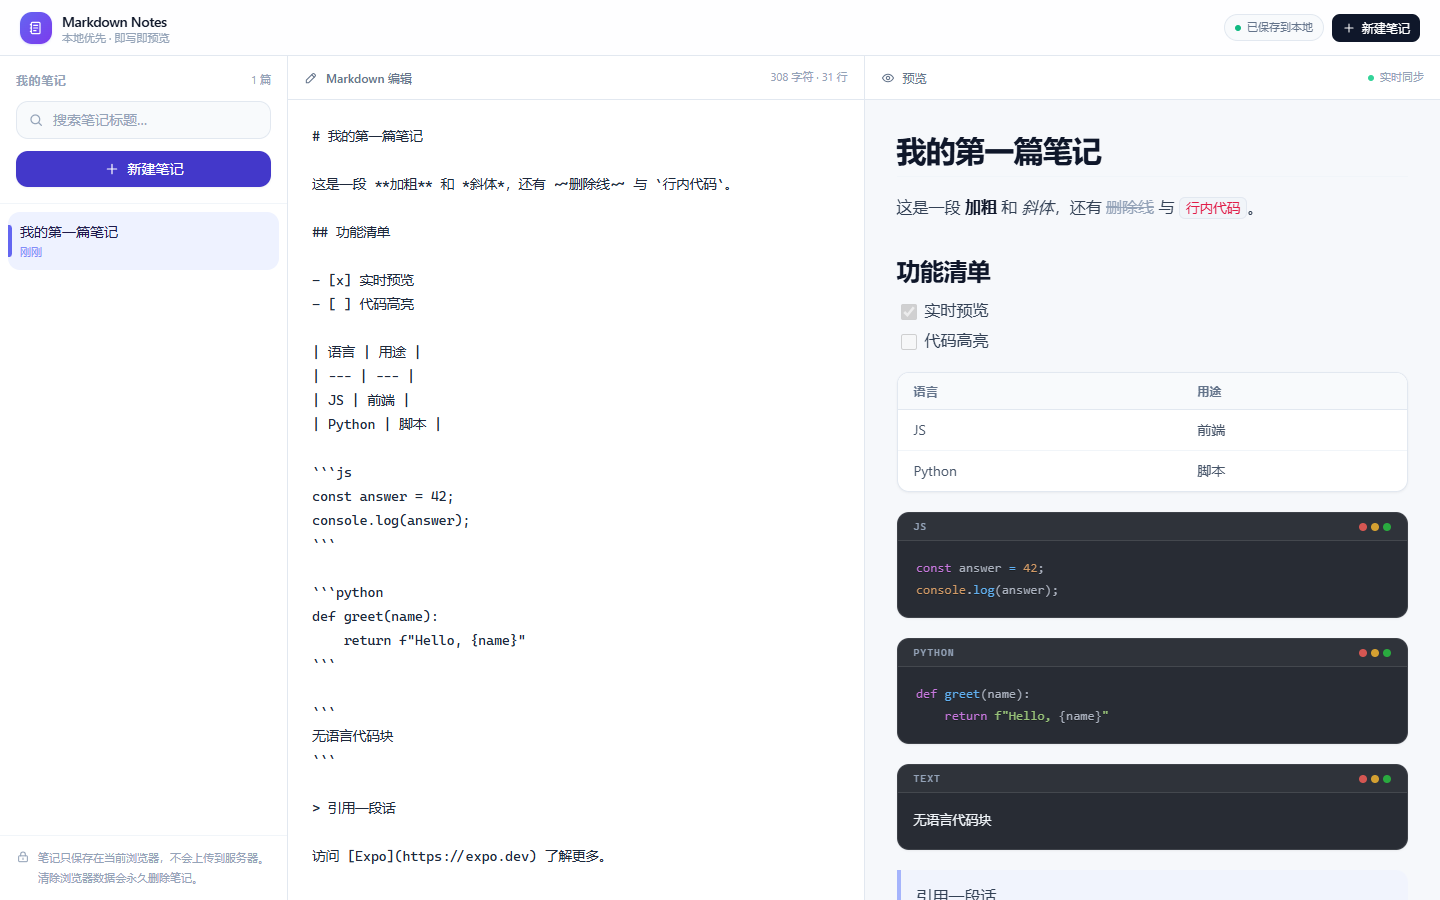 Markdown Notes
本地优先 · 即写即预览
已保存到本地
+ 新建笔记
我的笔记
1 篇
搜索笔记标题...
+ 新建笔记
我的第一篇笔记
刚刚
笔记只保存在当前浏览器，不会上传到服务器。
清除浏览器数据会永久删除笔记。
Markdown 编辑
308 字符 · 31 行
# 我的第一篇笔记
这是一段 **加粗** 和 *斜体*，还有 ~~删除线~~ 与 `行内代码`。
## 功能清单
- [x] 实时预览
- [ ] 代码高亮
| 语言 | 用途 |
| --- | --- |
| JS | 前端 |
| Python | 脚本 |
```js
const answer = 42;
console.log(answer);
```
```python
def greet(name):
    return f"Hello, {name}"
```
```
无语言代码块
```
> 引用一段话
访问 [Expo](https://expo.dev) 了解更多。
预览
实时同步
我的第一篇笔记
这是一段 加粗 和 斜体，还有 删除线 与 行内代码。
功能清单
实时预览
代码高亮
语言 用途
JS 前端
Python 脚本
JS
const answer = 42;
console.log(answer);
PYTHON
def greet(name):
    return f"Hello, {name}"
TEXT
无语言代码块
引用一段话